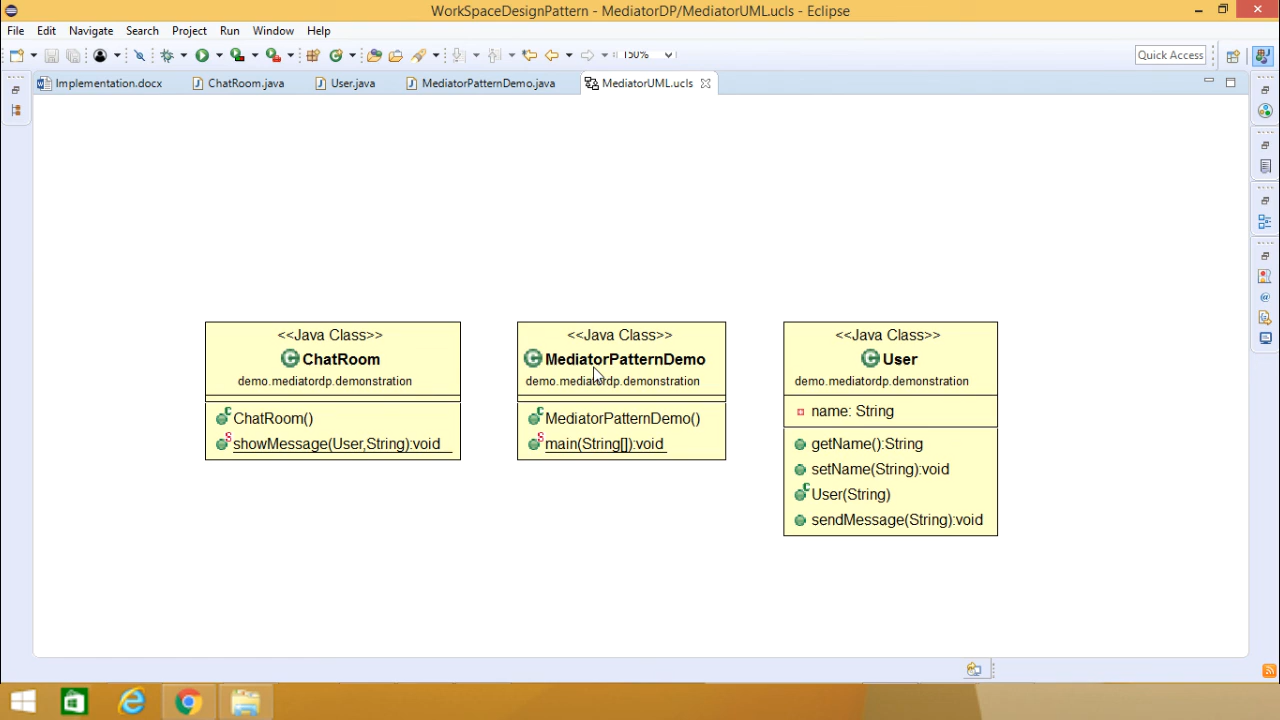 WorkSpaceDesignPattern - MediatorDP/MediatorUML.ucls - Eclipse
File Edit Navigate Search Project Run Window Help
150%
Quick Access
Implementation.docx ChatRoom.java User.java MediatorPatternDemo.java MediatorUML.ucls
<<Java Class>>
ChatRoom
demo.mediatordp.demonstration
ChatRoom()
showMessage(User,String):void
<<Java Class>>
MediatorPatternDemo
demo.mediatordp.demonstration
MediatorPatternDemo()
main(String[]):void
<<Java Class>>
User
demo.mediatordp.demonstration
name: String
getName():String
setName(String):void
User(String)
sendMessage(String):void